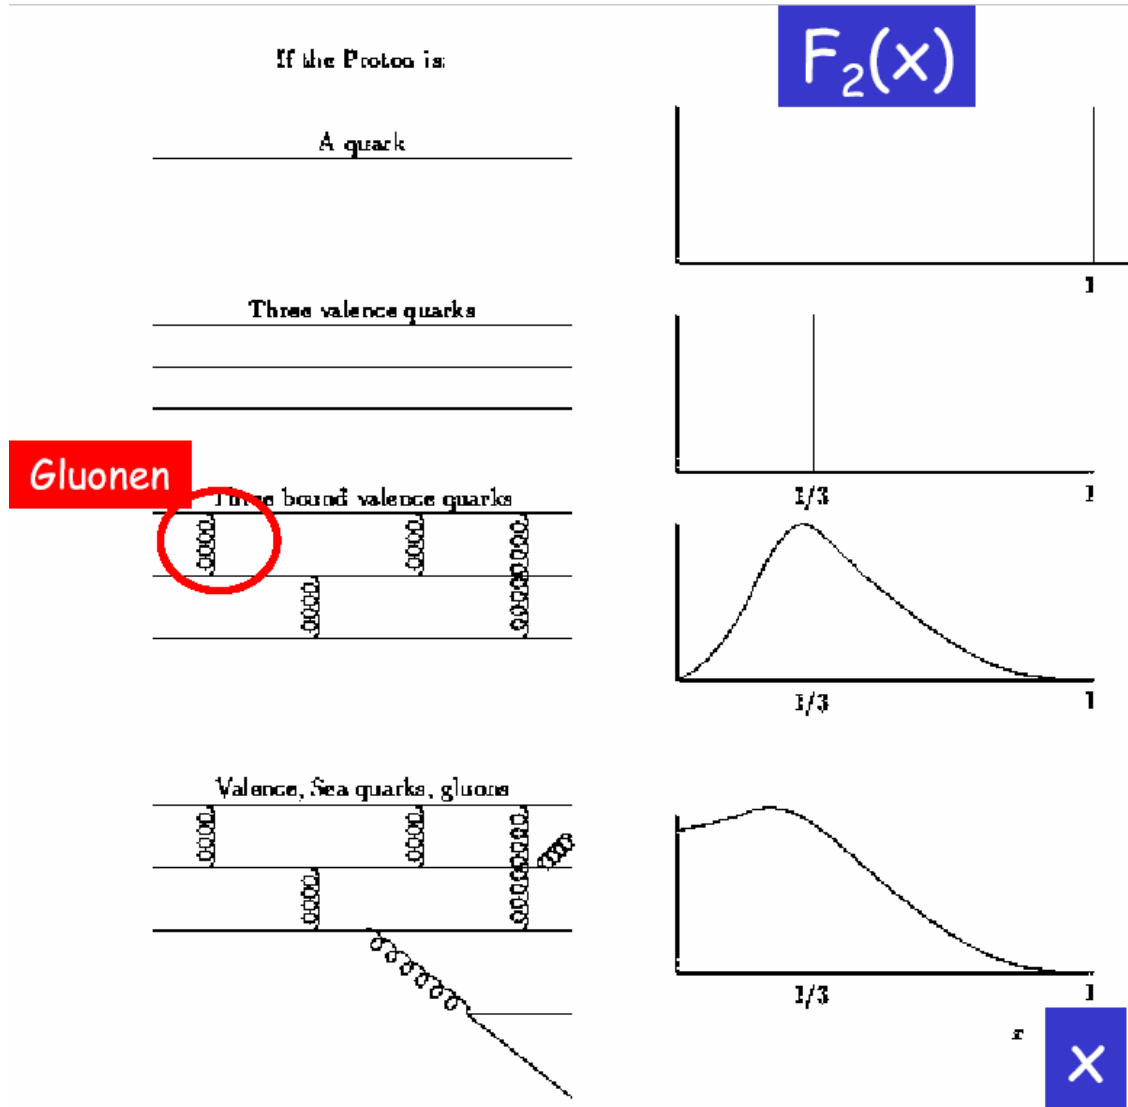 If the Proton is:
F₂(x)
A quark
1
Three valence quarks
1/3
1
Gluonen
Three bound valence quarks
1/3
1
Valence, Sea quarks, gluons
1/3
1
x
x